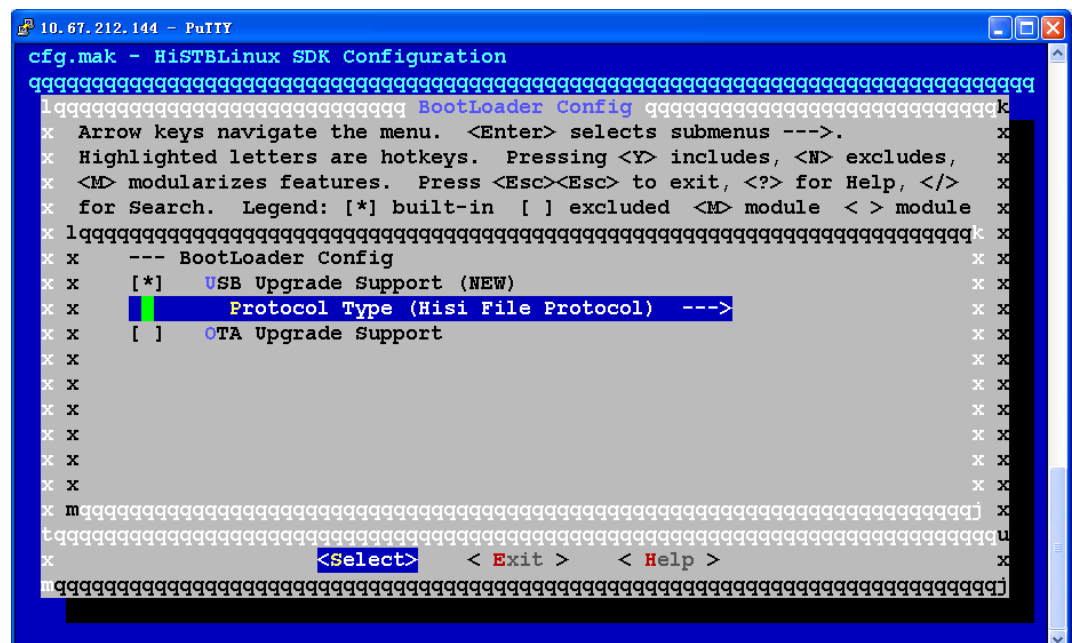 10.67.212.144 - PuTTY
cfg.mak - HiSTBLinux SDK Configuration
qqqqqqqqqqqqqqqqqqqqqqqqqqqqqqqqqqqqqqqqqqqqqqqqqqqqqqqqqqqqqqqqqqqqqqqqqqqqqqqq
lqqqqqqqqqqqqqqqqqqqqqqqqqqqq BootLoader Config qqqqqqqqqqqqqqqqqqqqqqqqqqqqk
x Arrow keys navigate the menu. <Enter> selects submenus --->. x
x Highlighted letters are hotkeys. Pressing <Y> includes, <N> excludes, x
x <M> modularizes features. Press <Esc><Esc> to exit, <?> for Help, </> x
x for Search. Legend: [*] built-in [ ] excluded <M> module < > module x
x lqqqqqqqqqqqqqqqqqqqqqqqqqqqqqqqqqqqqqqqqqqqqqqqqqqqqqqqqqqqqqqqqqqqqqqqk x
x x --- BootLoader Config x x
x x [*] USB Upgrade Support (NEW) x x
x x Protocol Type (Hisi File Protocol) ---> x x
x x [ ] OTA Upgrade Support x x
x x x x
x x x x
x x x x
x x x x
x x x x
x x x x
x mqqqqqqqqqqqqqqqqqqqqqqqqqqqqqqqqqqqqqqqqqqqqqqqqqqqqqqqqqqqqqqqqqqqqqqqj x
tqqqqqqqqqqqqqqqqqqqqqqqqqqqqqqqqqqqqqqqqqqqqqqqqqqqqqqqqqqqqqqqqqqqqqqqqqqqu
x <Select> < Exit > < Help > x
mqqqqqqqqqqqqqqqqqqqqqqqqqqqqqqqqqqqqqqqqqqqqqqqqqqqqqqqqqqqqqqqqqqqqqqqqqqqj